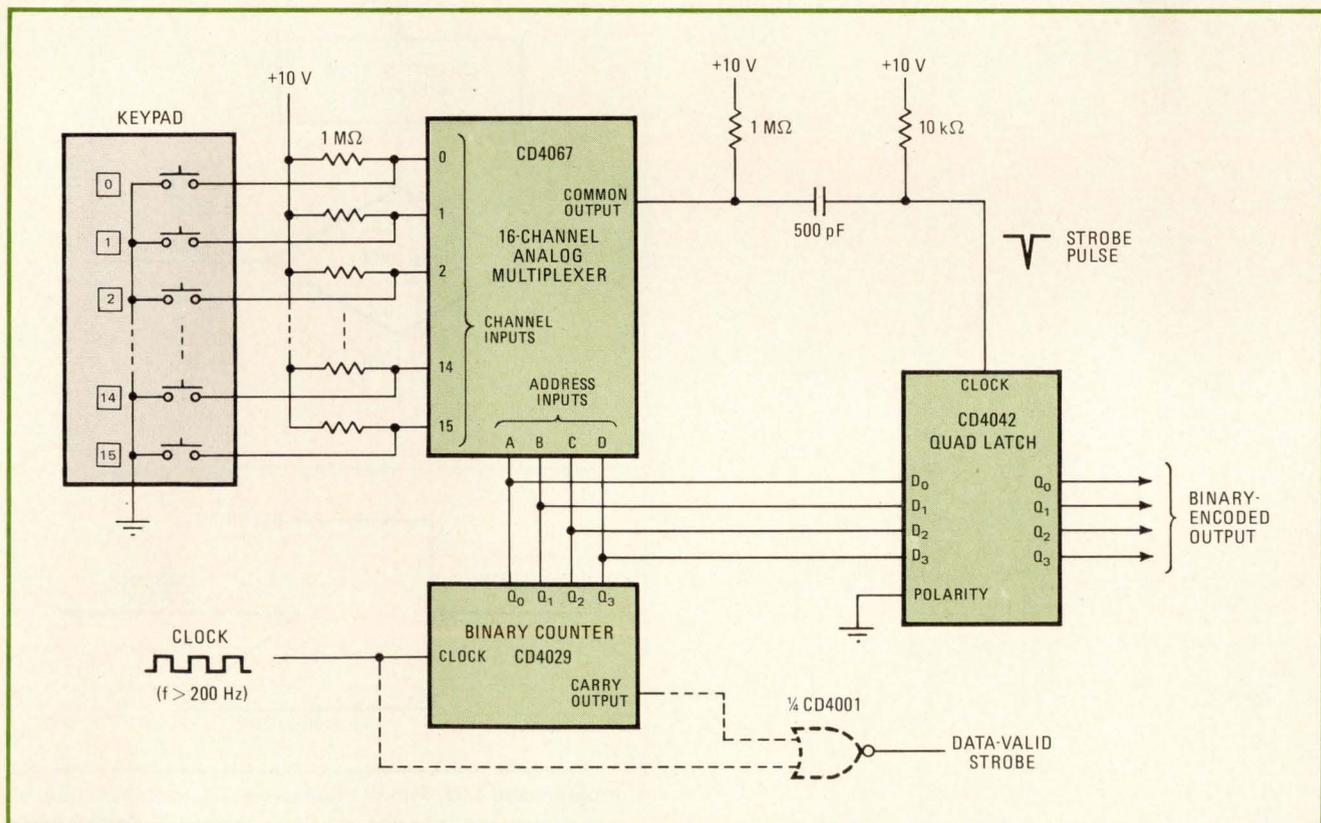 +10 V
+10 V
+10 V
KEYPAD
1 MΩ
1 MΩ
10 kΩ
0
1
2
14
15
0
1
2
14
15
CD4067
COMMON
OUTPUT
16-CHANNEL
ANALOG
MULTIPLEXER
CHANNEL
INPUTS
ADDRESS
INPUTS
A B C D
500 pF
STROBE
PULSE
CLOCK
CD4042
QUAD LATCH
D0
D1
D2
D3
Q0
Q1
Q2
Q3
POLARITY
BINARY-
ENCODED
OUTPUT
Q0 Q1 Q2 Q3
BINARY COUNTER
CLOCK CD4029
CARRY
OUTPUT
CLOCK
(f > 200 Hz)
¼ CD4001
DATA-VALID
STROBE